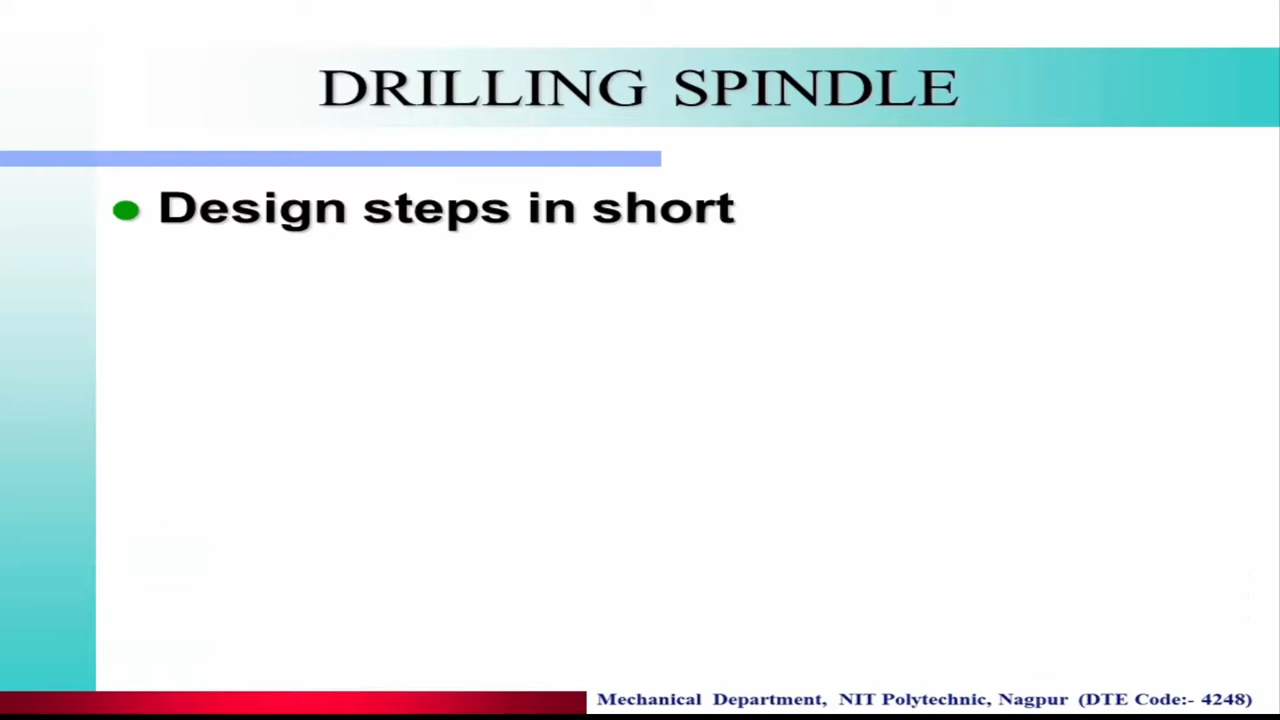 DRILLING SPINDLE
Design steps in short
Mechanical Department, NIT Polytechnic, Nagpur (DTE Code:- 4248)